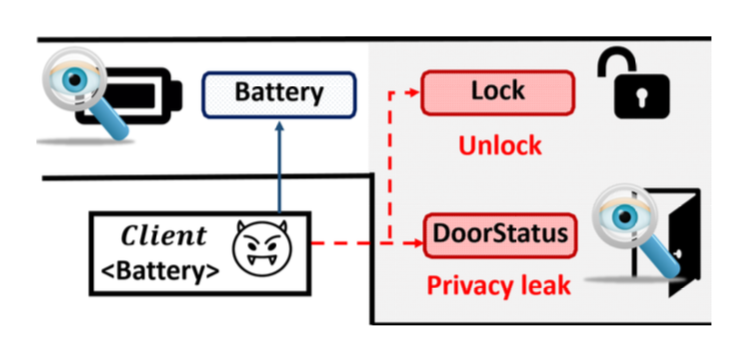 Battery
Lock
Unlock
Client
<Battery>
DoorStatus
Privacy leak